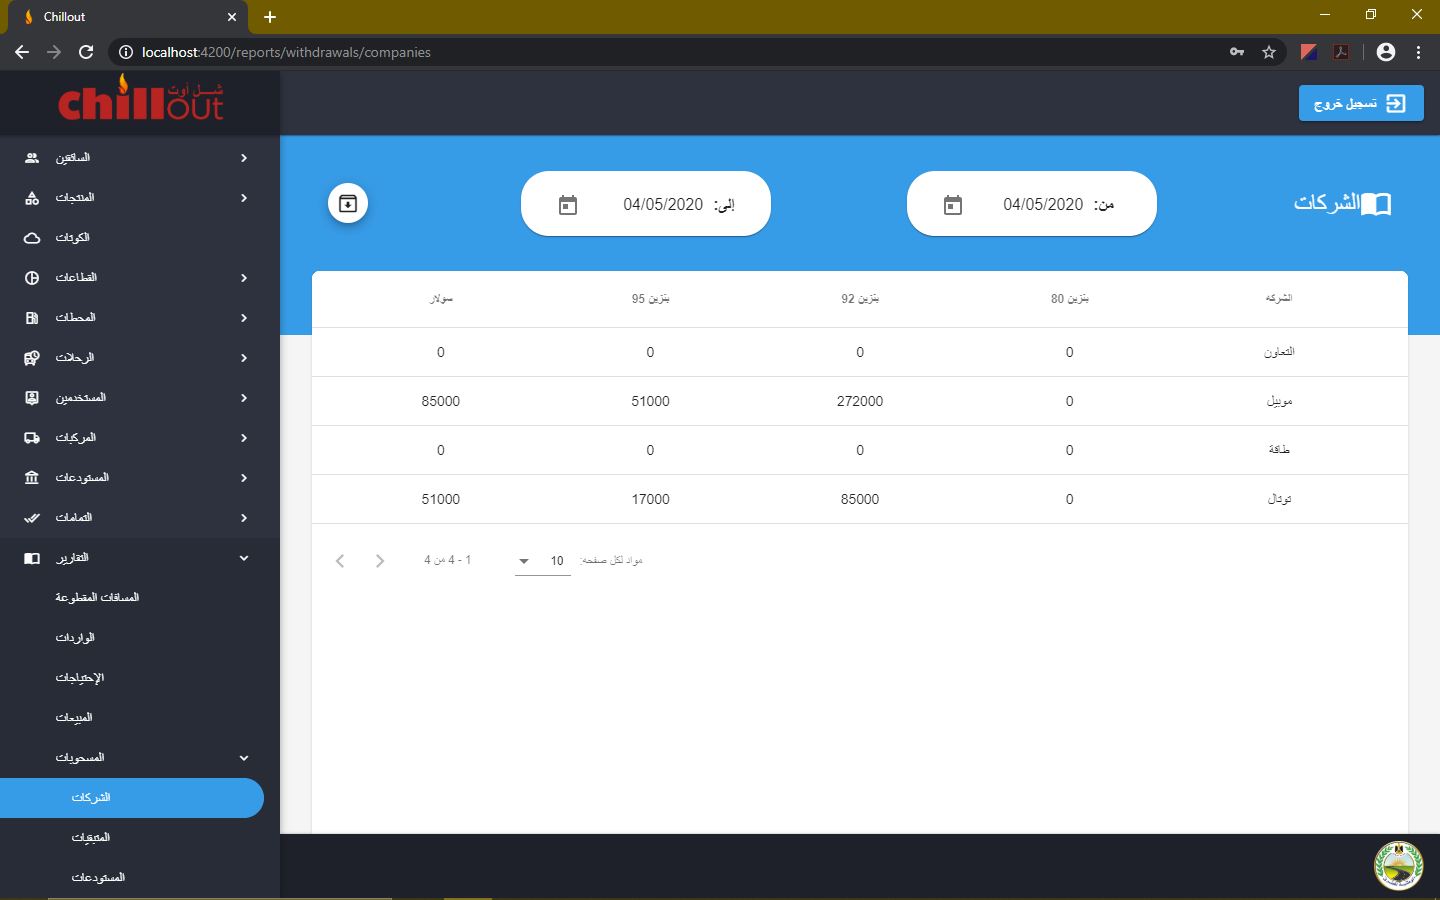 Chillout
localhost:4200/reports/withdrawals/companies
chillout شل أوت
تسجيل خروج
السائقين
المنتجات
الكوتات
القطاعات
المحطات
الرحلات
المستخدمين
المركبات
المستودعات
التمامات
التقارير
المسافات المقطوعة
الواردات
الإحتياجات
المبيعات
المسحوبات
الشركات
المتبقيات
المستودعات
الشركات
من: 04/05/2020
إلى: 04/05/2020
الشركه بنزين 80 بنزين 92 بنزين 95 سولار
التعاون 0 0 0 0
موبيل 0 272000 51000 85000
طاقة 0 0 0 0
توتال 0 85000 17000 51000
مواد لكل صفحه: 10 1 - 4 من 4